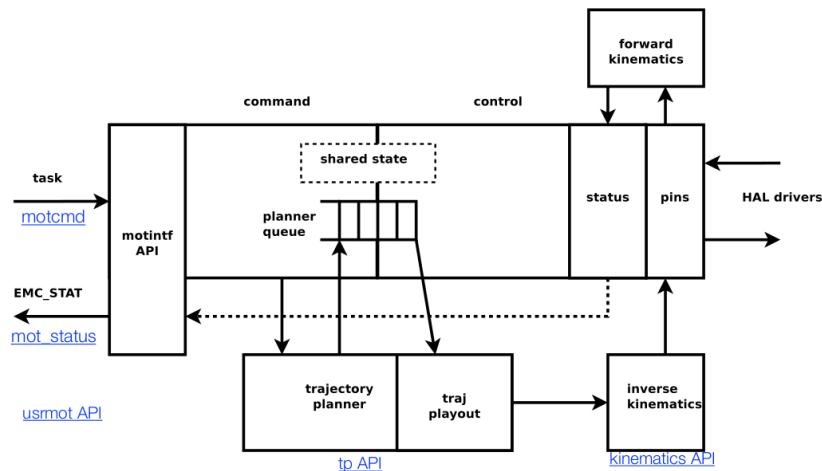 forward
kinematics
command
control
shared state
task
motcmd
planner
queue
status
pins
HAL drivers
motintf
API
EMC_STAT
mot_status
trajectory
planner
traj
playout
inverse
kinematics
usrmot API
tp API
kinematics API